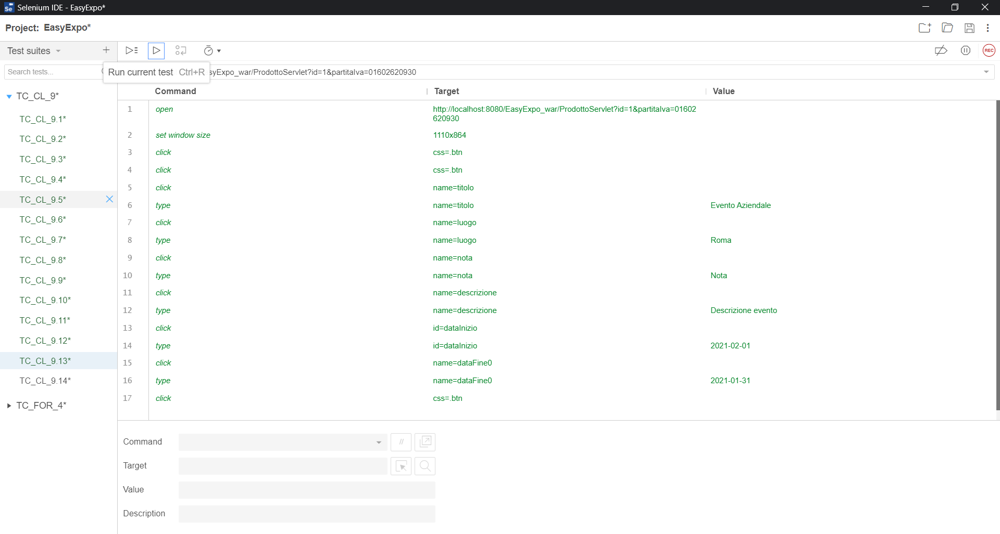 Selenium IDE - EasyExpo*
Project: EasyExpo*
Test suites
REC
Search tests...
Run current test Ctrl+R
syExpo_war/ProdottoServlet?id=1&partitaIva=01602620930
Command Target Value
TC_CL_9*
TC_CL_9.1*
TC_CL_9.2*
TC_CL_9.3*
TC_CL_9.4*
TC_CL_9.5*
TC_CL_9.6*
TC_CL_9.7*
TC_CL_9.8*
TC_CL_9.9*
TC_CL_9.10*
TC_CL_9.11*
TC_CL_9.12*
TC_CL_9.13*
TC_CL_9.14*
TC_FOR_4*
1 open http://localhost:8080/EasyExpo_war/ProdottoServlet?id=1&partitaIva=01602
620930
2 set window size 1110x864
3 click css=.btn
4 click css=.btn
5 click name=titolo
6 type name=titolo Evento Aziendale
7 click name=luogo
8 type name=luogo Roma
9 click name=nota
10 type name=nota Nota
11 click name=descrizione
12 type name=descrizione Descrizione evento
13 click id=dataInizio
14 type id=dataInizio 2021-02-01
15 click name=dataFine0
16 type name=dataFine0 2021-01-31
17 click css=.btn
Command //
Target
Value
Description